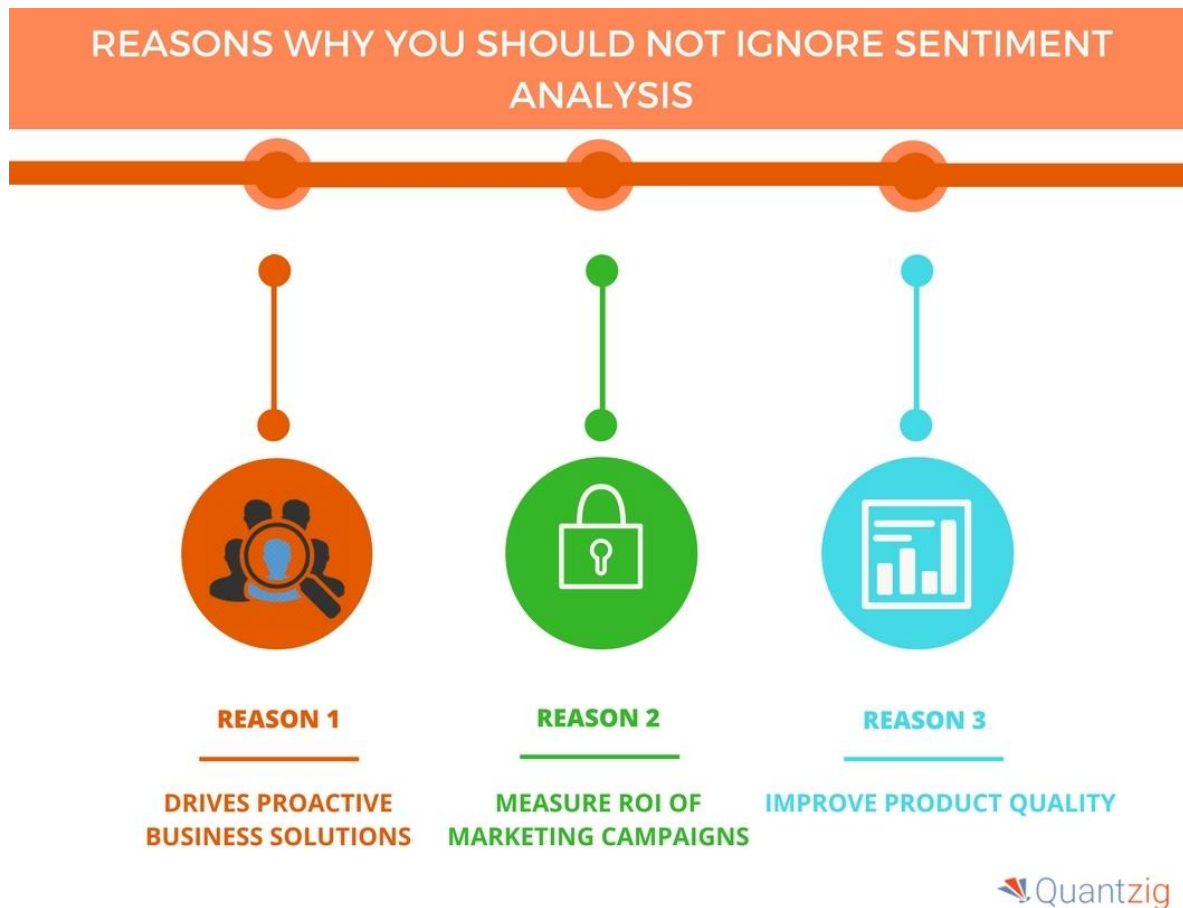 REASONS WHY YOU SHOULD NOT IGNORE SENTIMENT
ANALYSIS
REASON 1
DRIVES PROACTIVE
BUSINESS SOLUTIONS
REASON 2
MEASURE ROI OF
MARKETING CAMPAIGNS
REASON 3
IMPROVE PRODUCT QUALITY
Quantzig